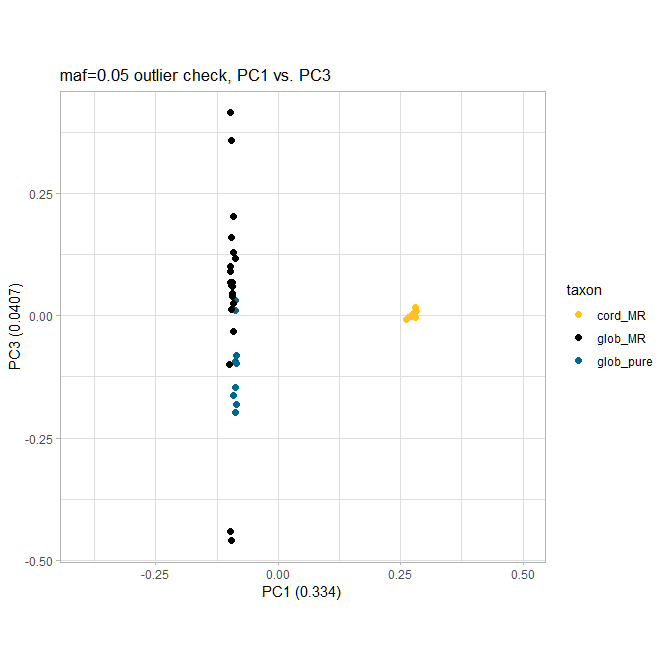 maf=0.05 outlier check, PC1 vs. PC3
0.25
0.00
-0.25
-0.50
PC3 (0.0407)
-0.25
0.00
0.25
0.50
PC1 (0.334)
taxon
cord_MR
glob_MR
glob_pure